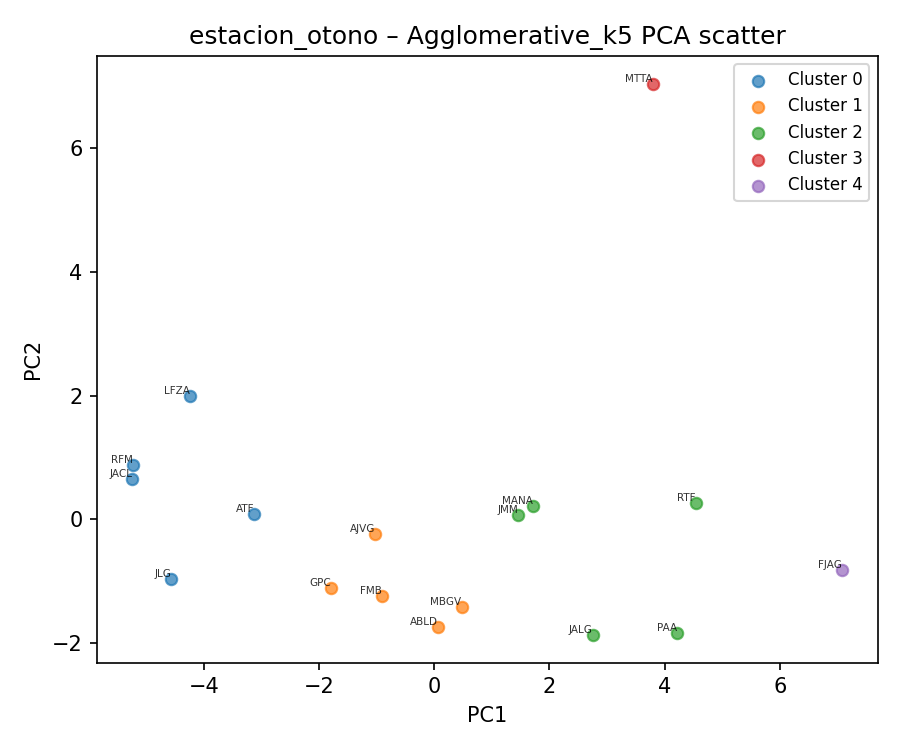 estacion_otono – Agglomerative_k5 PCA scatter
MTTA
Cluster 0
Cluster 1
Cluster 2
Cluster 3
Cluster 4
6
4
PC2
2
LFZA
RFM
JACL
MANA
RTF
JMM
ATF
0
AJVG
FJAG
JLG
GPC
FMB
MBGV
ABLD
JALG
PAA
−2
−4
−2
0
2
4
6
PC1